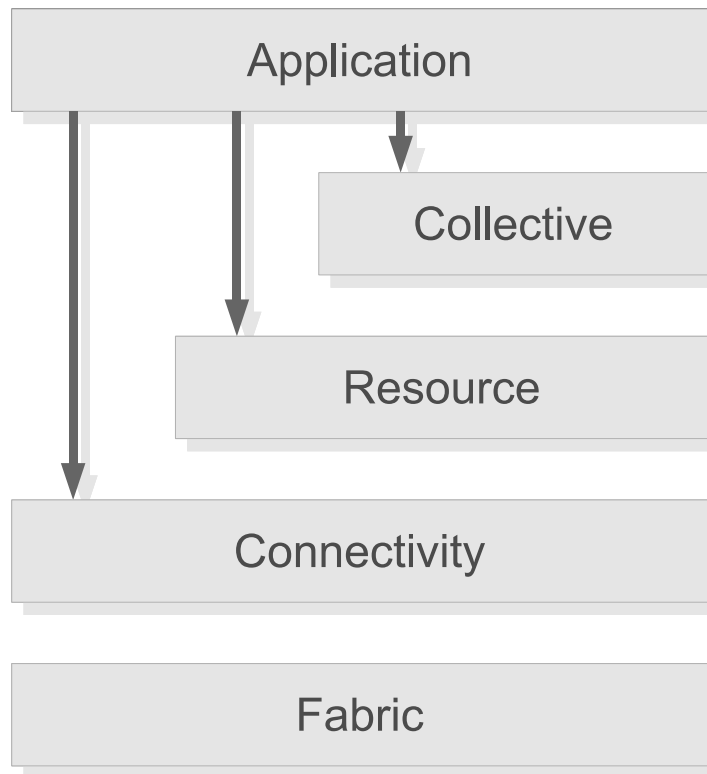 Application
Collective
Resource
Connectivity
Fabric